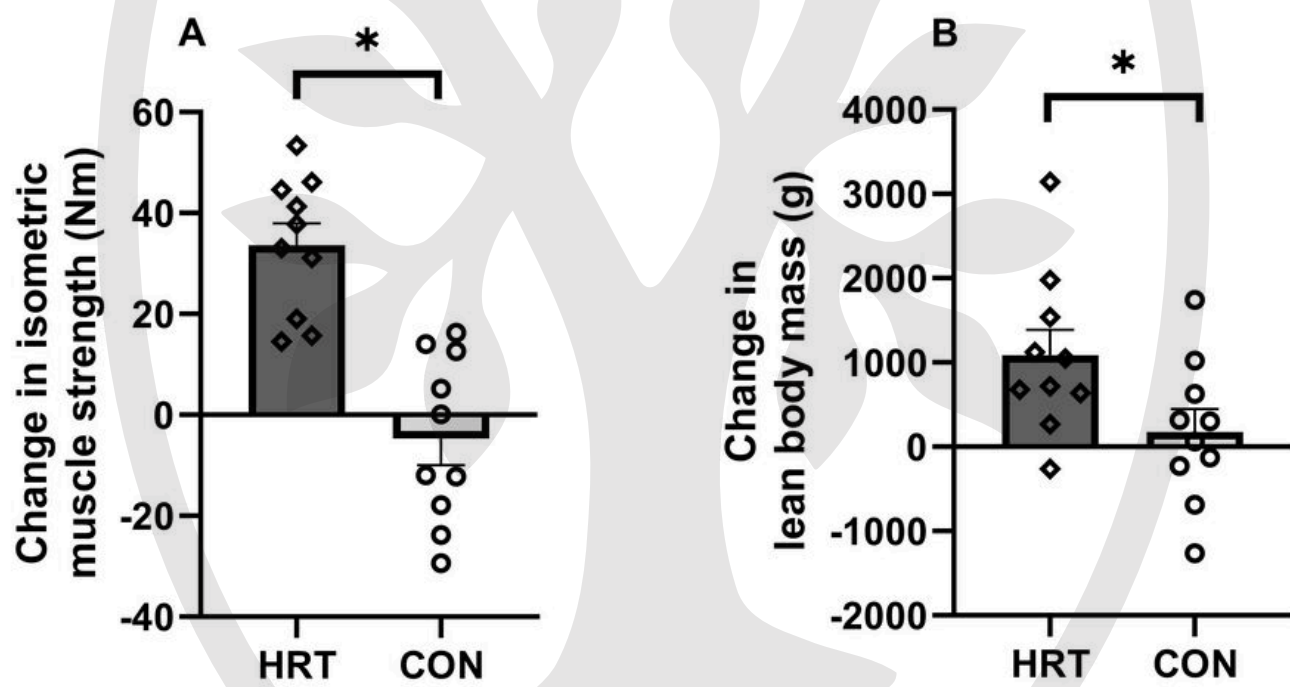 A
*
60
40
20
0
-20
-40
Change in isometric
muscle strength (Nm)
HRT CON
B
*
4000
3000
2000
1000
0
-1000
-2000
Change in
lean body mass (g)
HRT CON